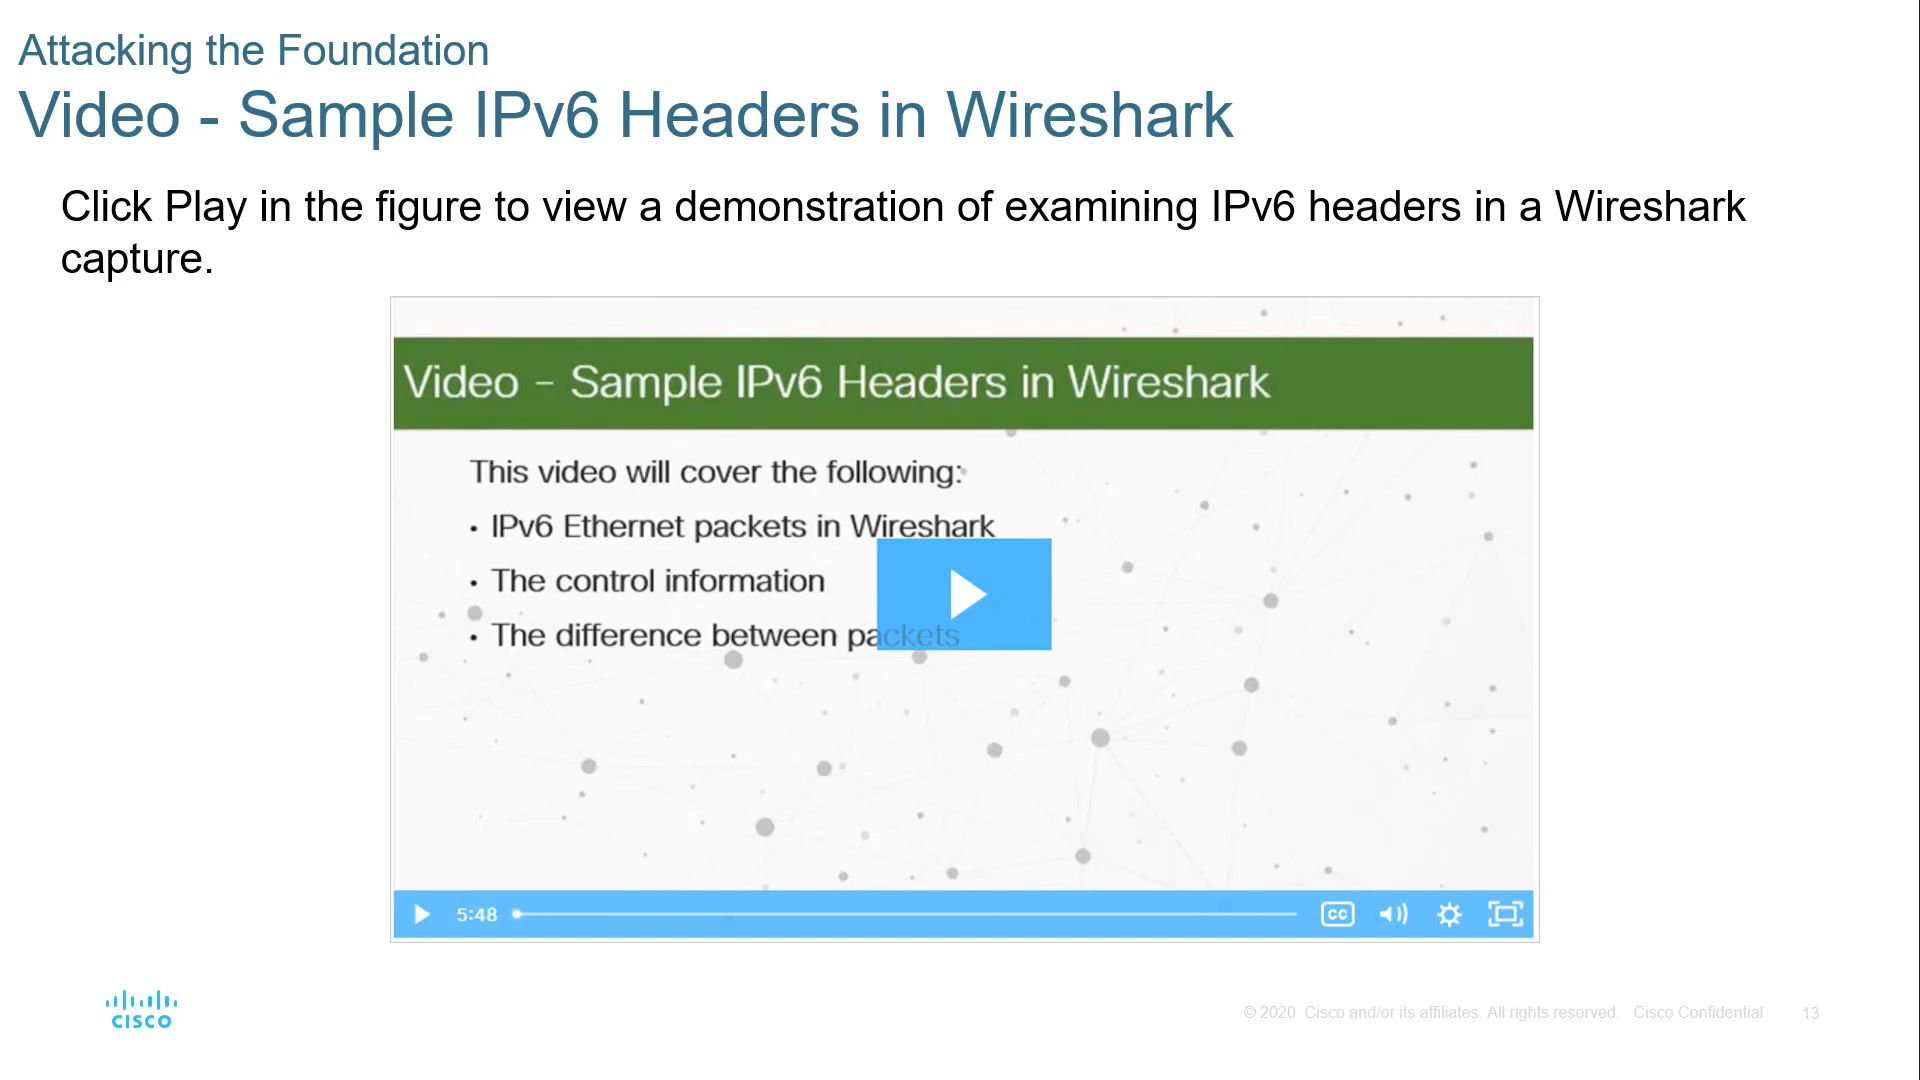 Attacking the Foundation
Video - Sample IPv6 Headers in Wireshark
Click Play in the figure to view a demonstration of examining IPv6 headers in a Wireshark
capture.
Video – Sample IPv6 Headers in Wireshark
This video will cover the following:
• IPv6 Ethernet packets in Wireshark
• The control information
• The difference between packets
5:48
CC
CISCO
© 2020 Cisco and/or its affiliates. All rights reserved. Cisco Confidential
13